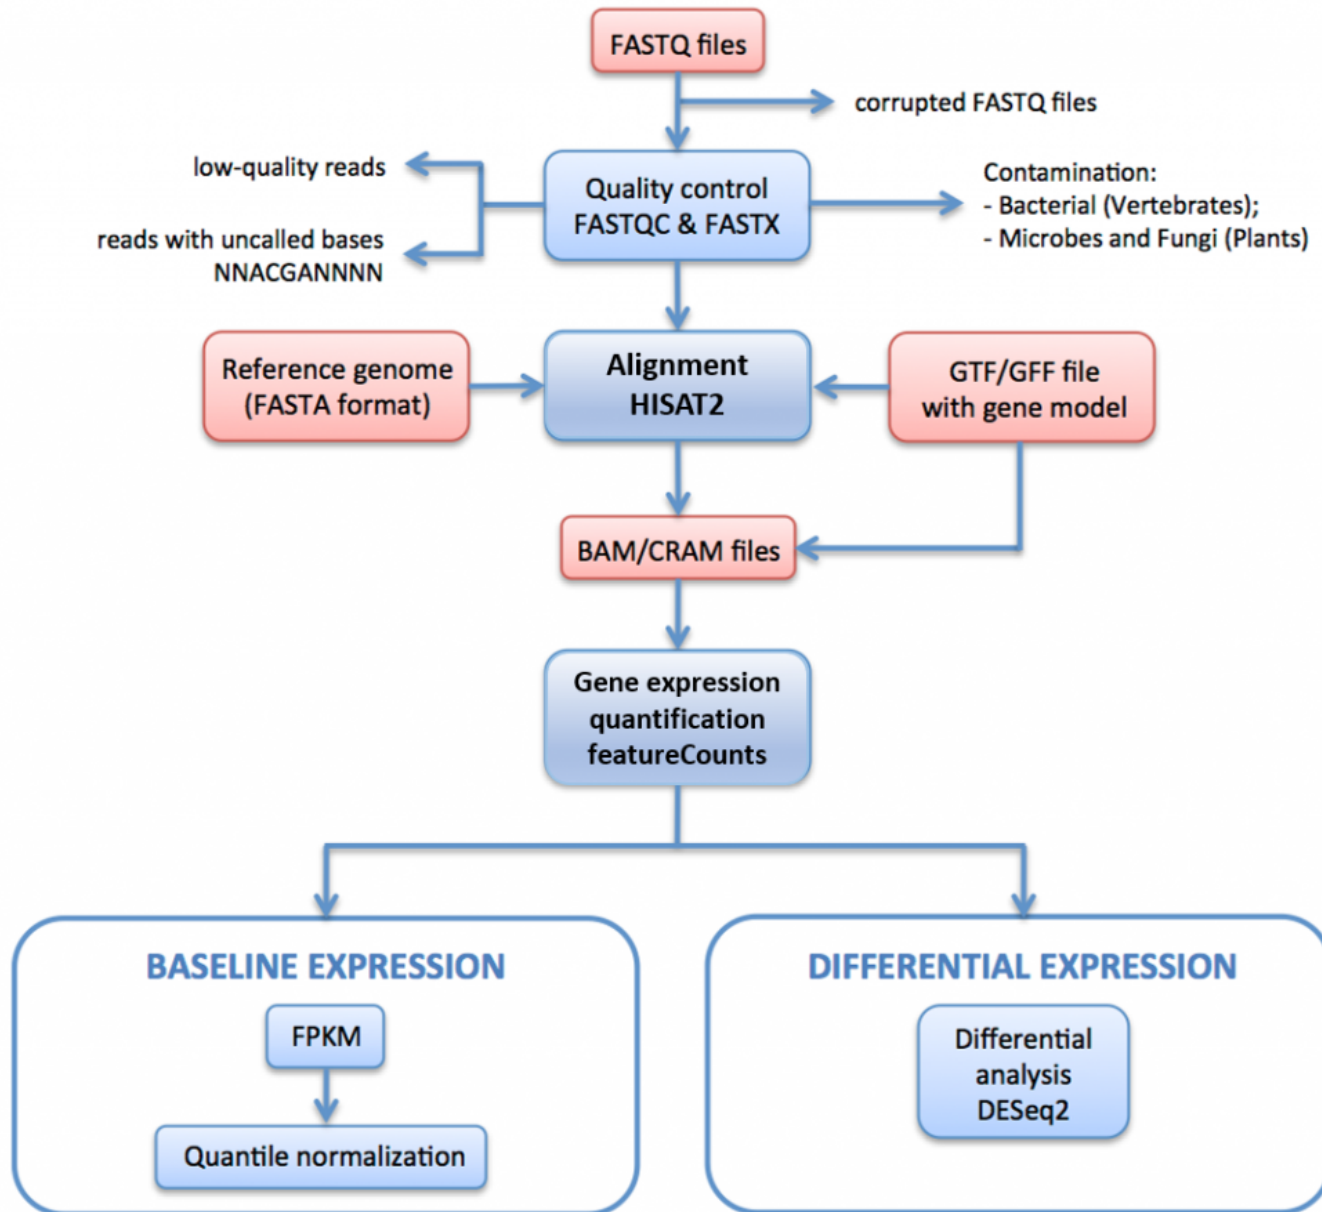 FASTQ files
corrupted FASTQ files
low-quality reads
reads with uncalled bases
NNACGANNNN
Quality control
FASTQC & FASTX
Contamination:
- Bacterial (Vertebrates);
- Microbes and Fungi (Plants)
Reference genome
(FASTA format)
Alignment
HISAT2
GTF/GFF file
with gene model
BAM/CRAM files
Gene expression
quantification
featureCounts
BASELINE EXPRESSION
FPKM
Quantile normalization
DIFFERENTIAL EXPRESSION
Differential
analysis
DESeq2